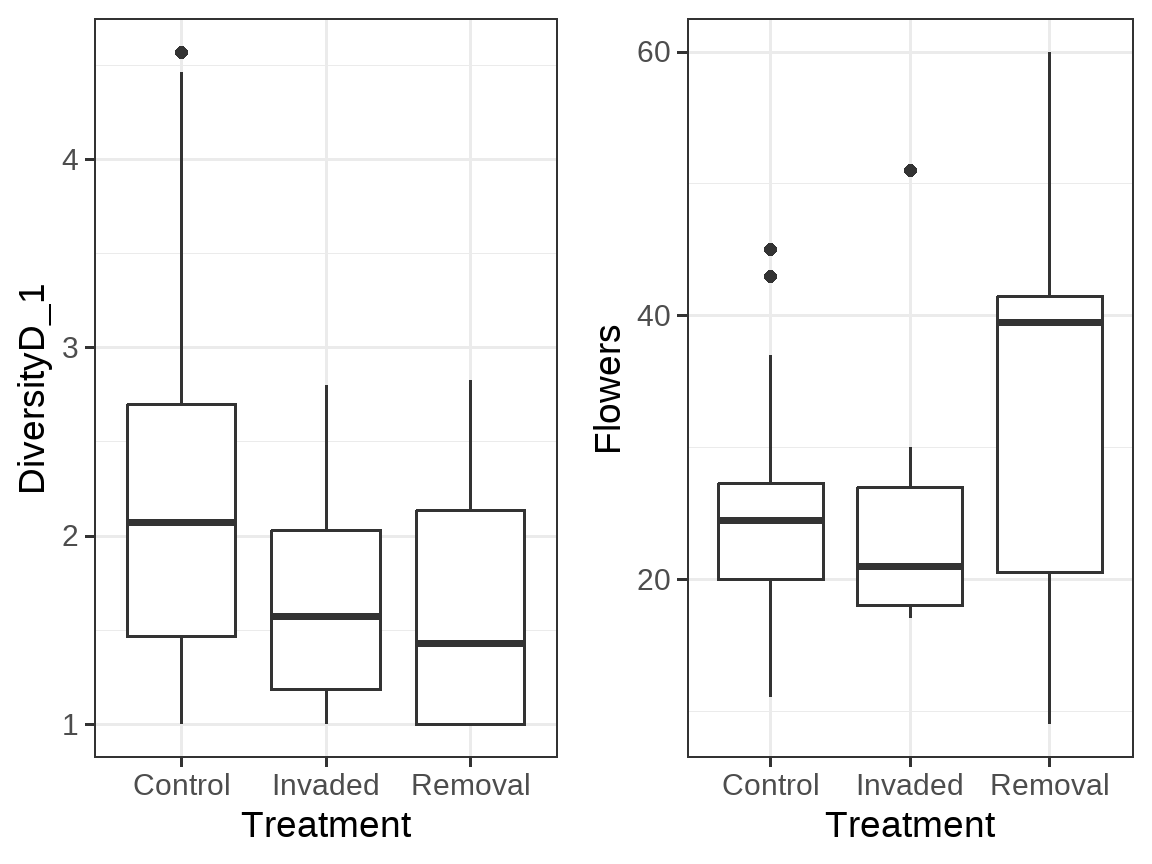 DiversityD_1
4
3
2
1
Control Invaded Removal
Treatment
Flowers
60
40
20
Control Invaded Removal
Treatment